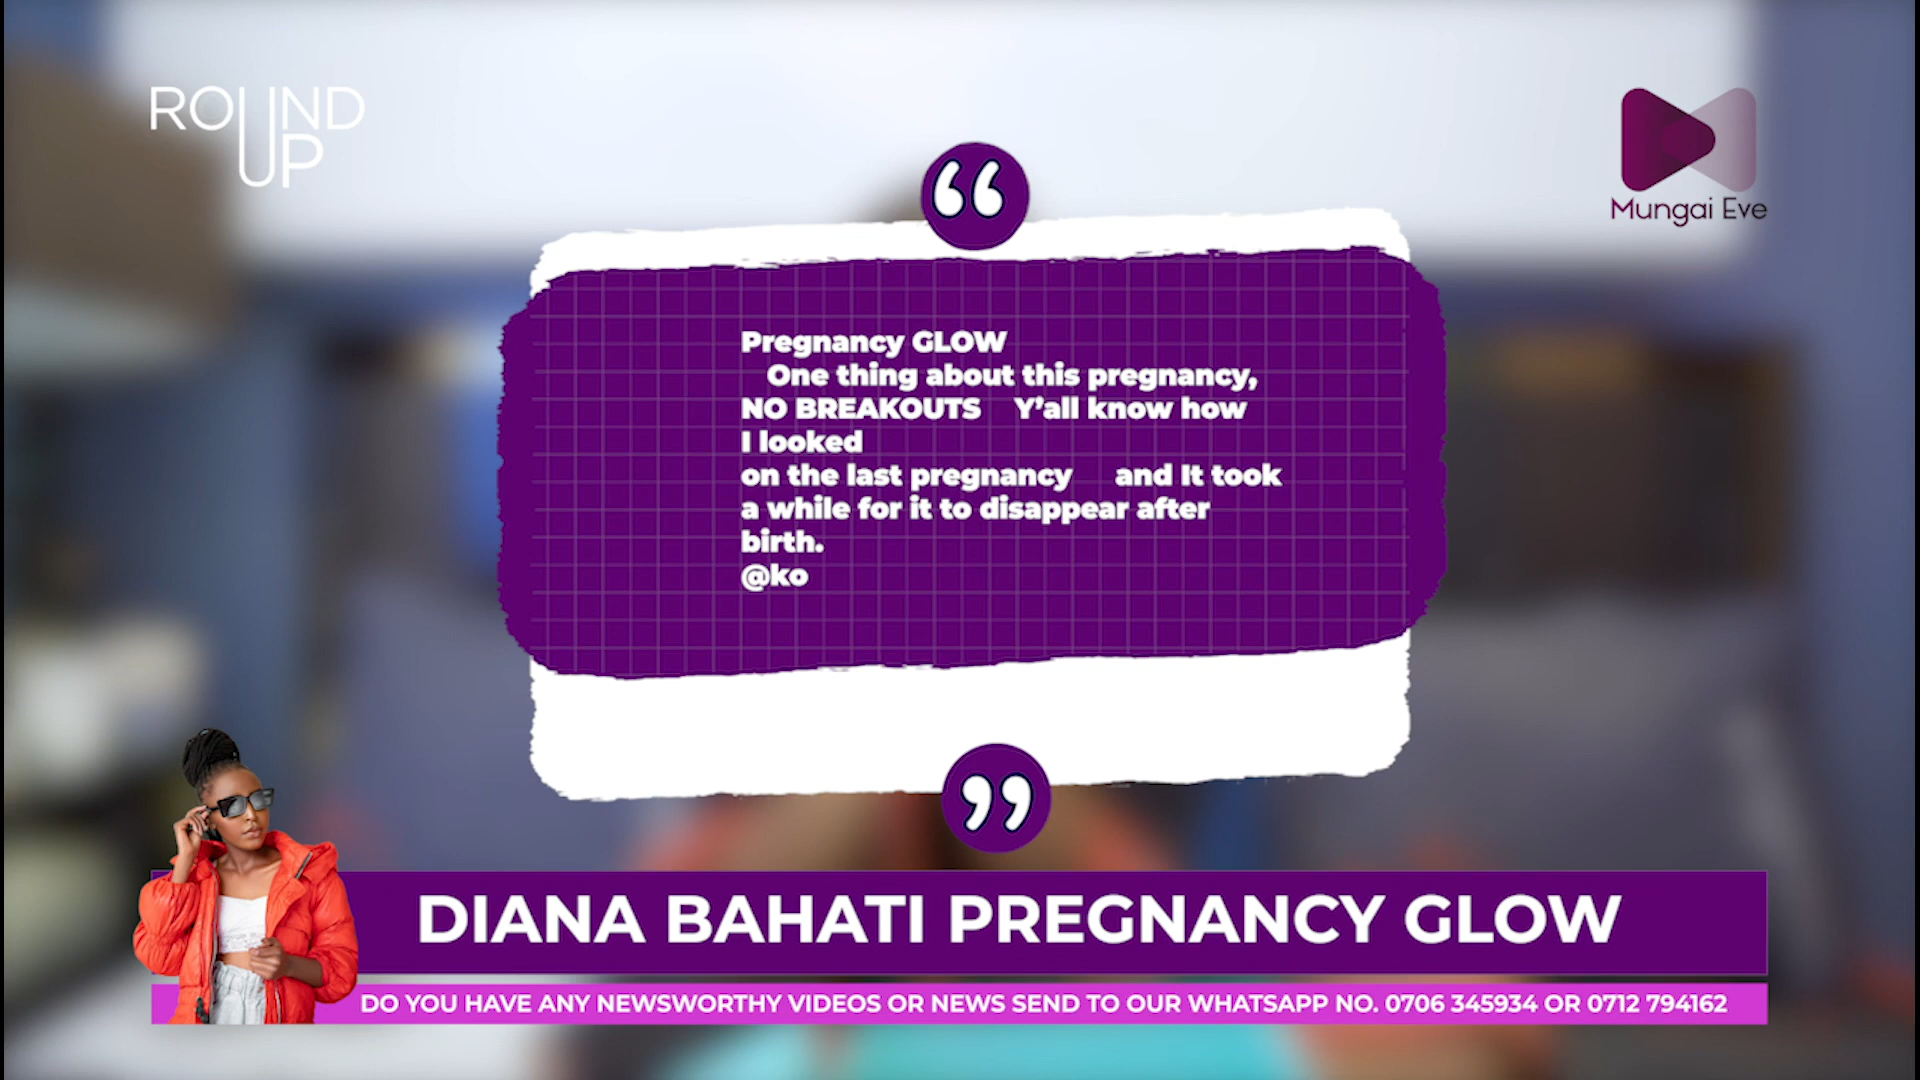 ROUND
UP
Mungai Eve
Pregnancy GLOW
One thing about this pregnancy,
NO BREAKOUTS Y’all know how
I looked
on the last pregnancy and It took
a while for it to disappear after
birth.
@ko
DIANA BAHATI PREGNANCY GLOW
DO YOU HAVE ANY NEWSWORTHY VIDEOS OR NEWS SEND TO OUR WHATSAPP NO. 0706 345934 OR 0712 794162